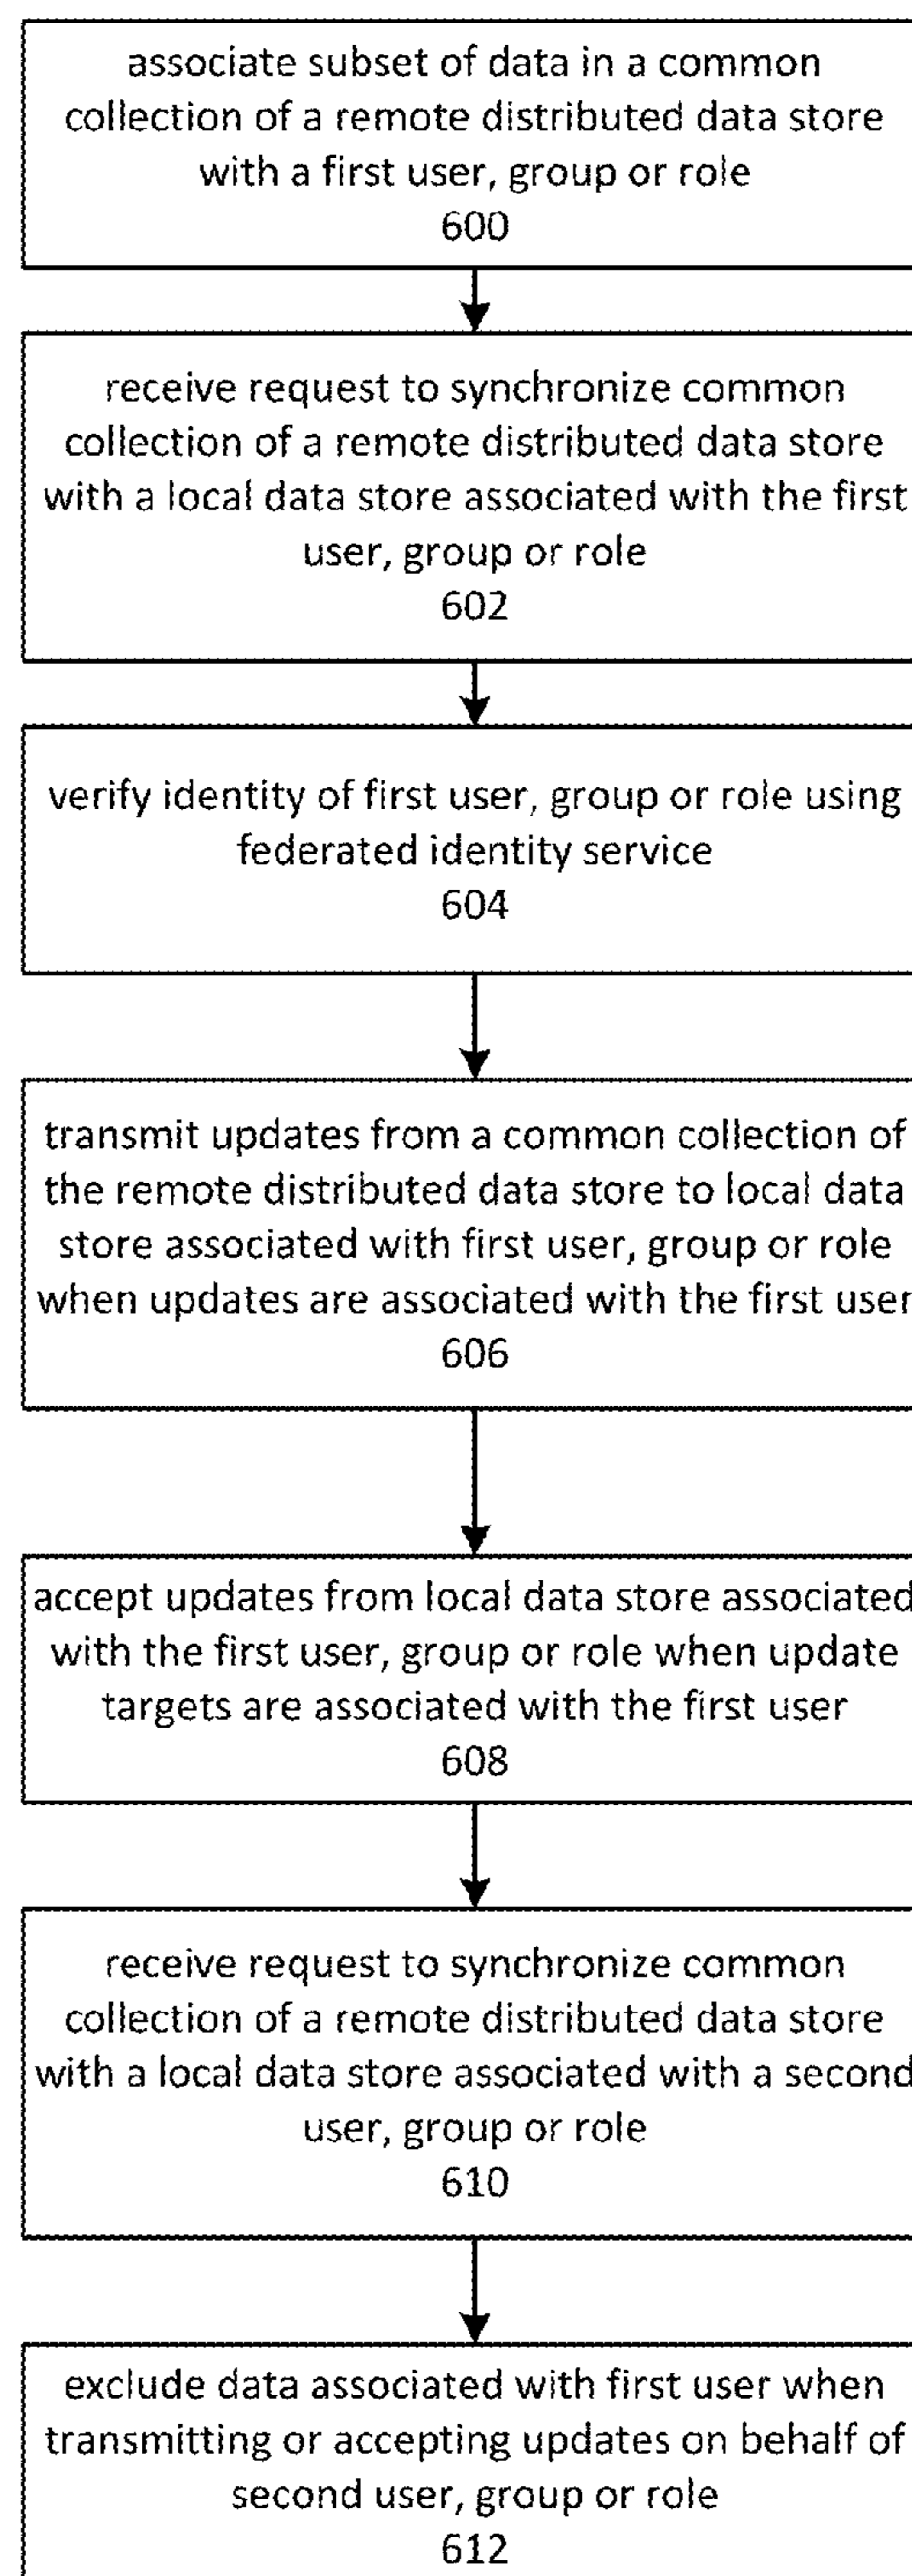 associate subset of data in a common
collection of a remote distributed data store
with a first user, group or role
600
receive request to synchronize common
collection of a remote distributed data store
with a local data store associated with the first
user, group or role
602
verify identity of first user, group or role using
federated identity service
604
transmit updates from a common collection of
the remote distributed data store to local data
store associated with first user, group or role
when updates are associated with the first user
606
accept updates from local data store associated
with the first user, group or role when update
targets are associated with the first user
608
receive request to synchronize common
collection of a remote distributed data store
with a local data store associated with a second
user, group or role
610
exclude data associated with first user when
transmitting or accepting updates on behalf of
second user, group or role
612